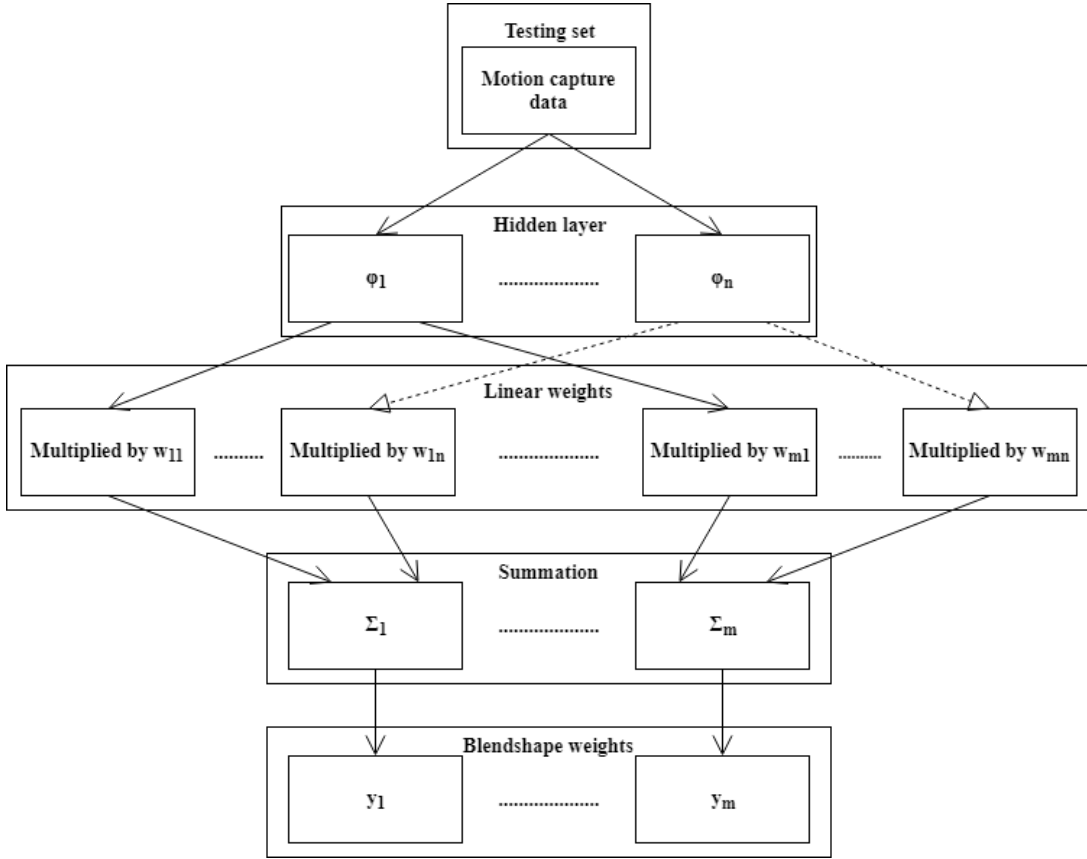 Testing set
Motion capture
data
Hidden layer
φ1 .................... φn
Linear weights
Multiplied by w11 .......... Multiplied by w1n .................... Multiplied by wm1 ......... Multiplied by wmn
Summation
Σ1 .................... Σm
Blendshape weights
y1 .................... ym